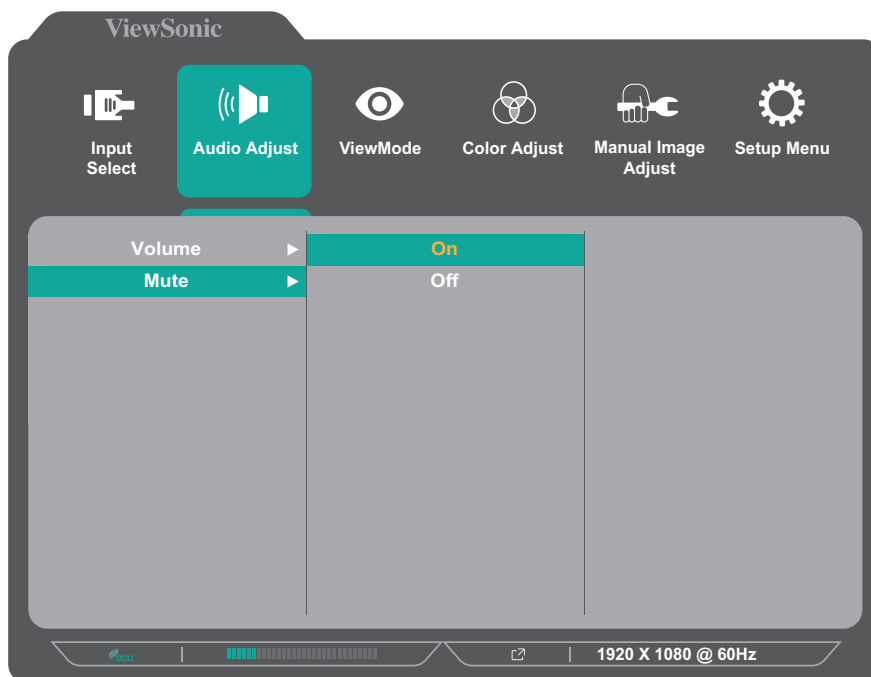 ViewSonic
Input Select
Audio Adjust
ViewMode
Color Adjust
Manual Image Adjust
Setup Menu
Volume
On
Mute
Off
eco
1920 X 1080 @ 60Hz